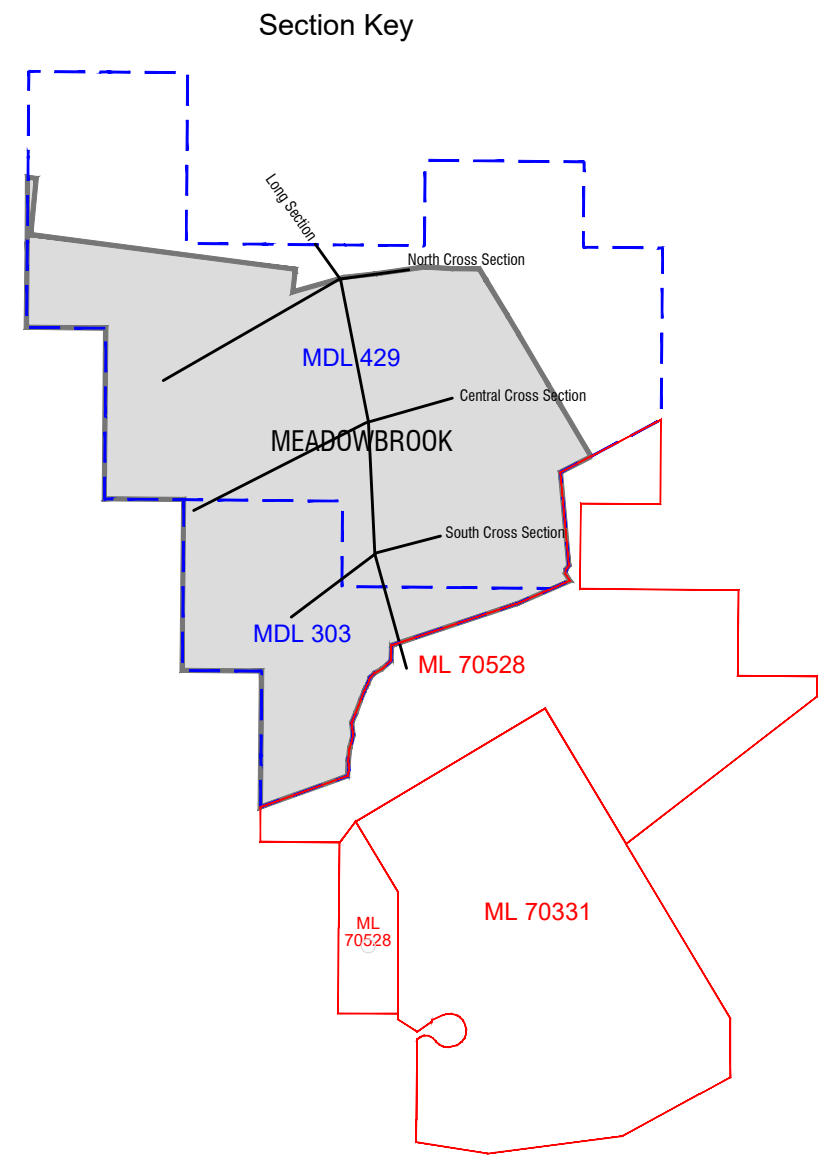 Section Key
Long Section
North Cross Section
MDL 429
Central Cross Section
MEADOWBROOK
South Cross Section
MDL 303
ML 70528
ML 70331
ML
70528